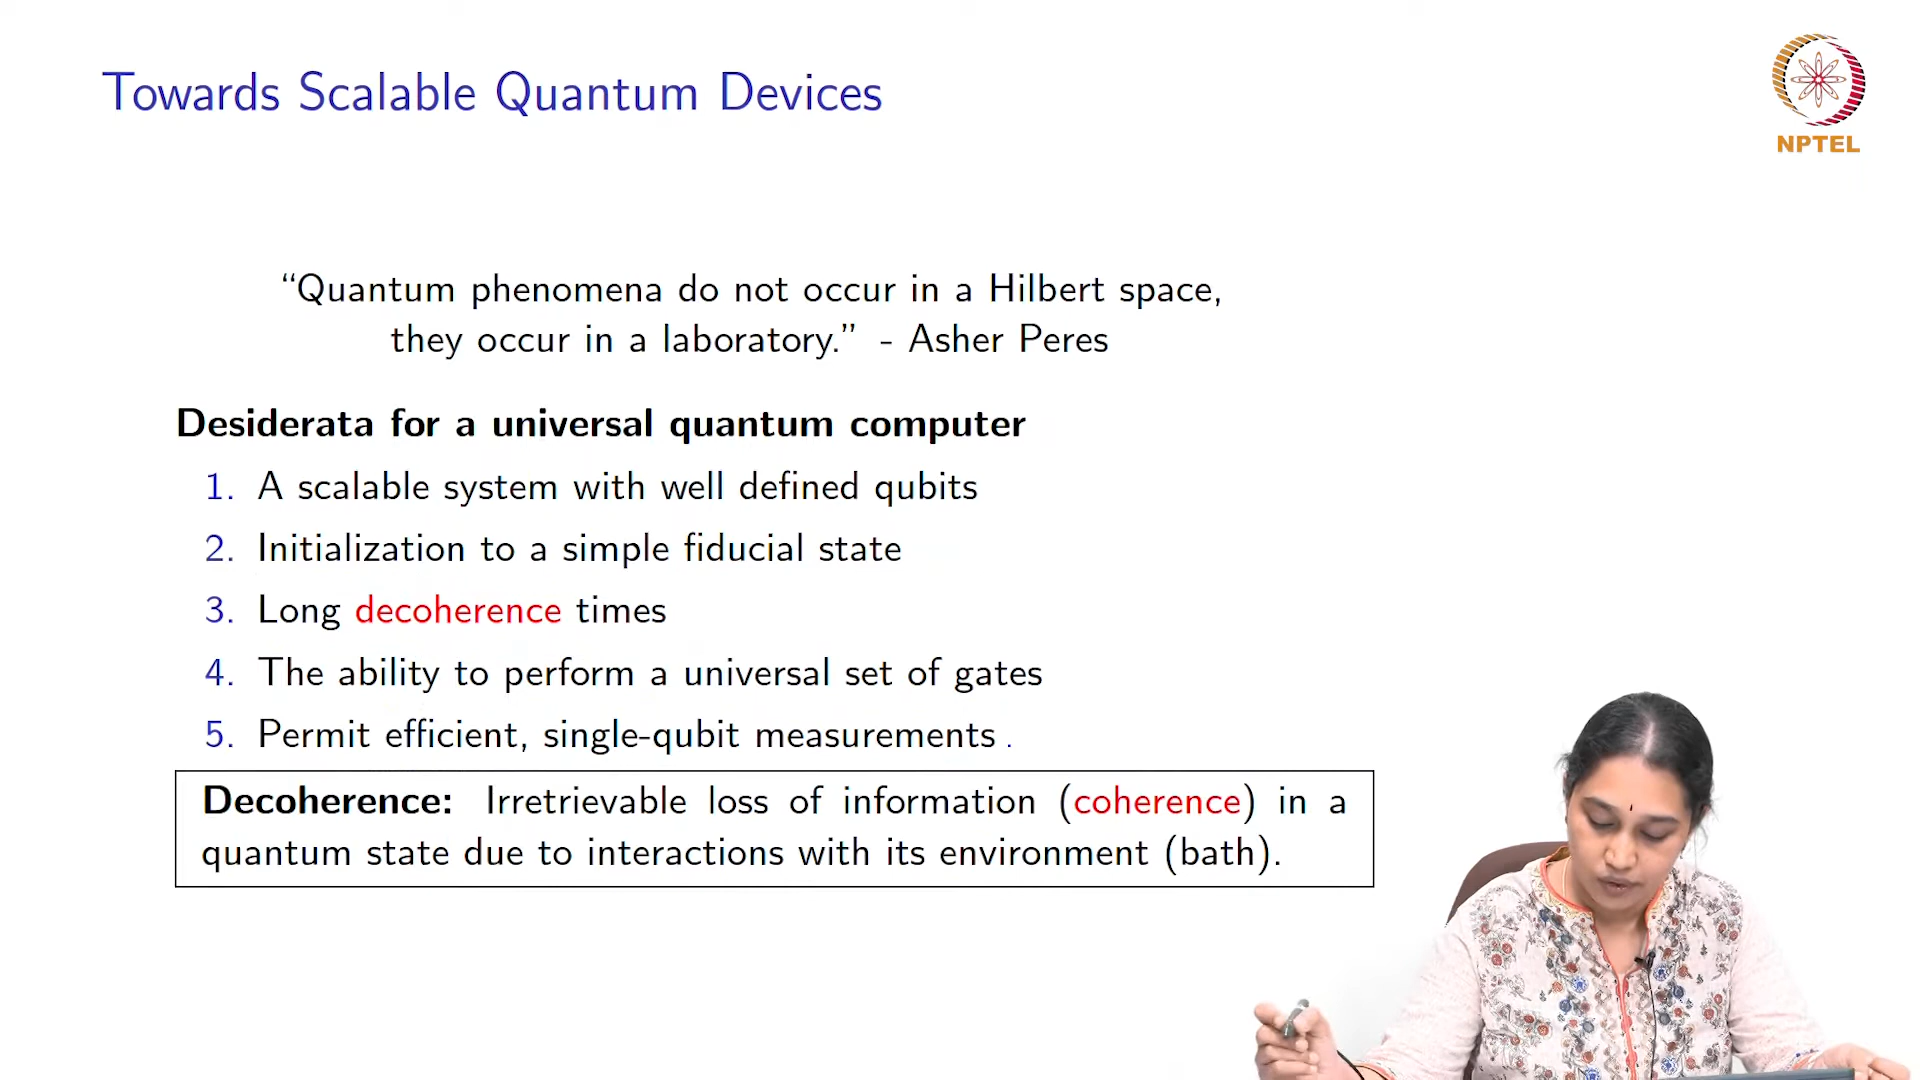 Towards Scalable Quantum Devices
NPTEL
“Quantum phenomena do not occur in a Hilbert space,
they occur in a laboratory.” - Asher Peres
Desiderata for a universal quantum computer
1. A scalable system with well defined qubits
2. Initialization to a simple fiducial state
3. Long decoherence times
4. The ability to perform a universal set of gates
5. Permit efficient, single-qubit measurements .
Decoherence: Irretrievable loss of information (coherence) in a
quantum state due to interactions with its environment (bath).